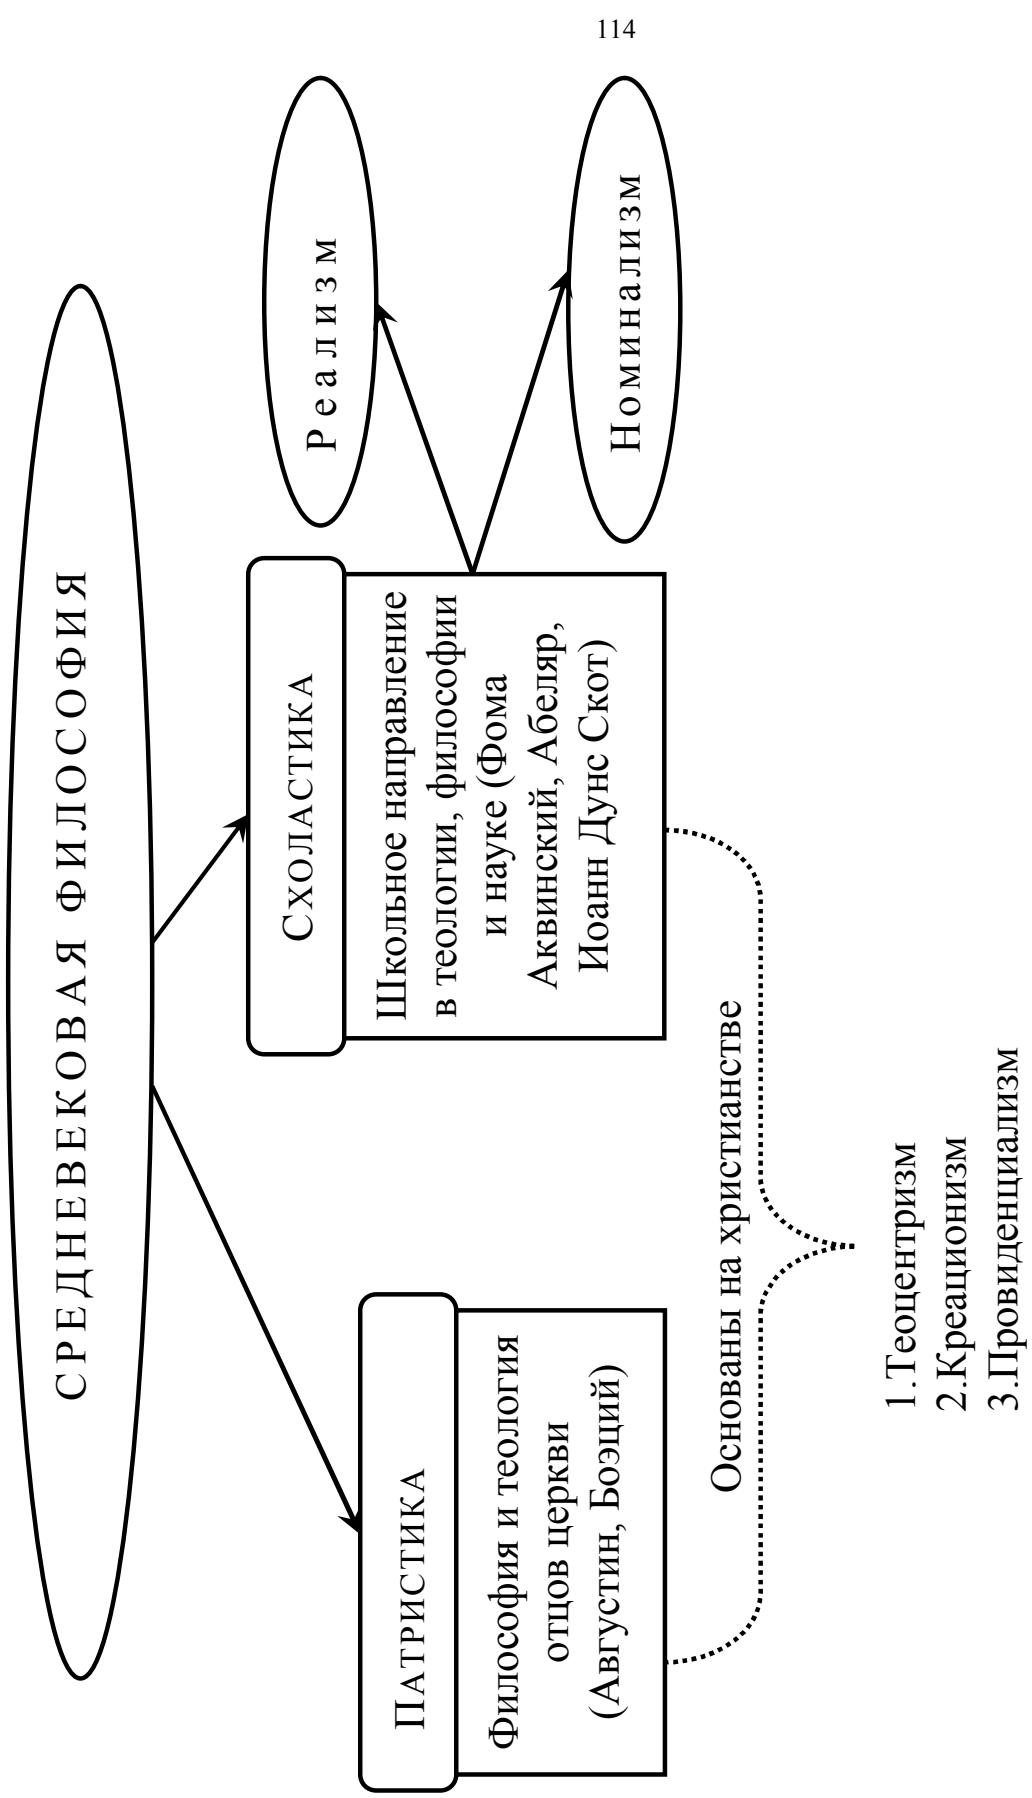 114
СРЕДНЕВЕКОВАЯ ФИЛОСОФИЯ
ПАТРИСТИКА
Философия и теология
отцов церкви
(Августин, Боэций)
СХОЛАСТИКА
Школьное направление
в теологии, философии
и науке (Фома
Аквинский, Абеляр,
Иоанн Дунс Скот)
Реализм
Номинализм
Основаны на христианстве
1.Теоцентризм
2.Креационизм
3.Провиденциализм